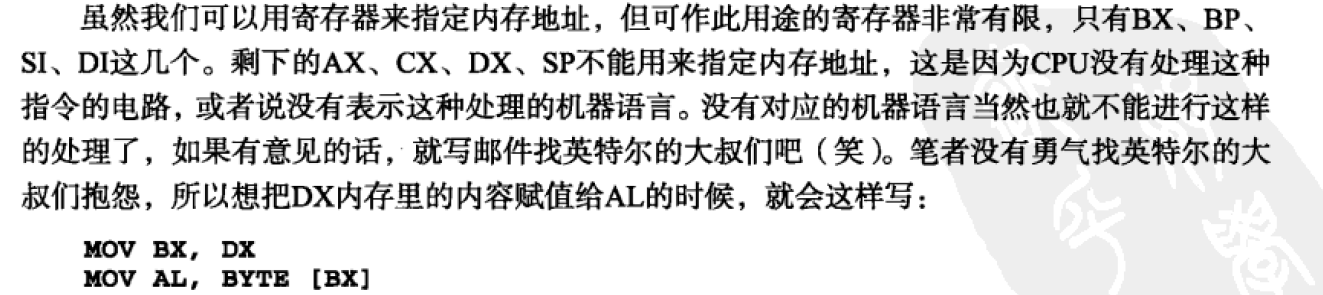 虽然我们可以用寄存器来指定内存地址，但可作此用途的寄存器非常有限，只有BX、BP、
SI、DI这几个。剩下的AX、CX、DX、SP不能用来指定内存地址，这是因为CPU没有处理这种
指令的电路，或者说没有表示这种处理的机器语言。没有对应的机器语言当然也就不能进行这样
的处理了，如果有意见的话，就写邮件找英特尔的大叔们吧（笑）。笔者没有勇气找英特尔的大
叔们抱怨，所以想把DX内存里的内容赋值给AL的时候，就会这样写：
MOV BX, DX
MOV AL, BYTE [BX]